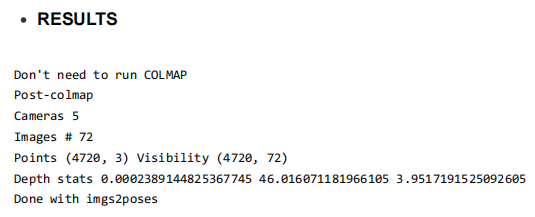 • RESULTS
Don't need to run COLMAP
Post-colmap
Cameras 5
Images # 72
Points (4720, 3) Visibility (4720, 72)
Depth stats 0.0002389144825367745 46.016071181966105 3.9517191525092605
Done with imgs2poses